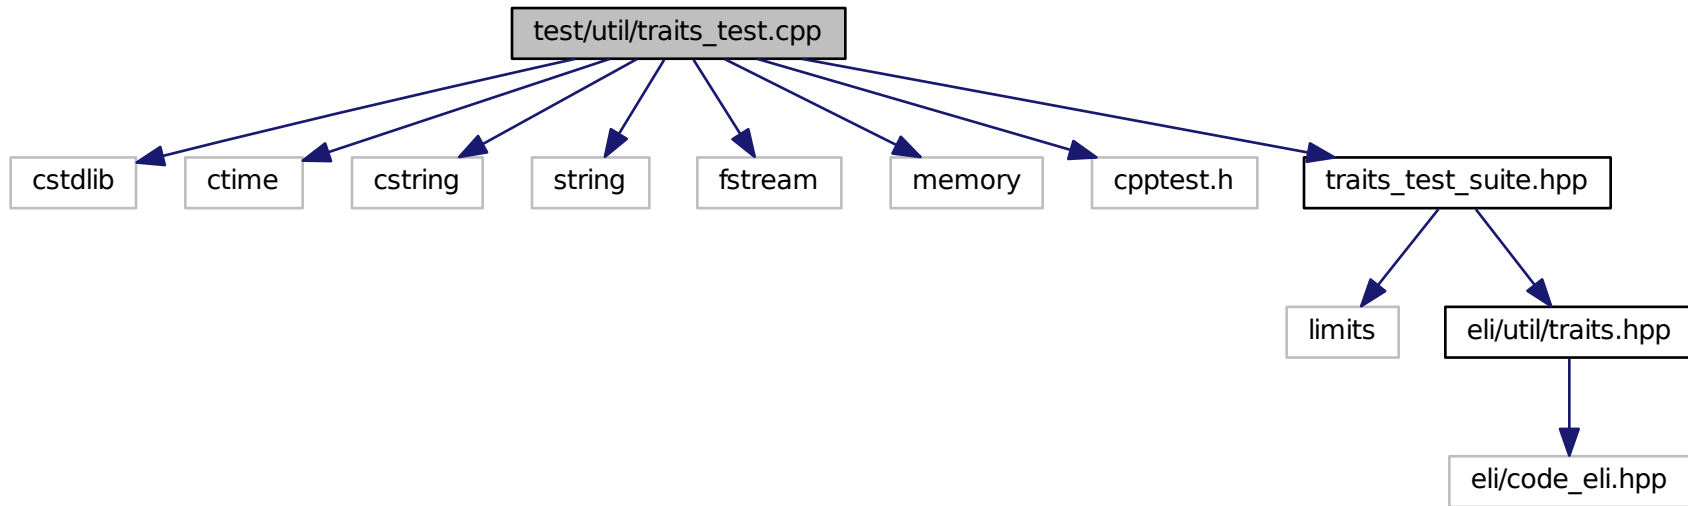 test/util/traits_test.cpp
cstdlib
ctime
cstring
string
fstream
memory
cpptest.h
traits_test_suite.hpp
limits
eli/util/traits.hpp
eli/code_eli.hpp